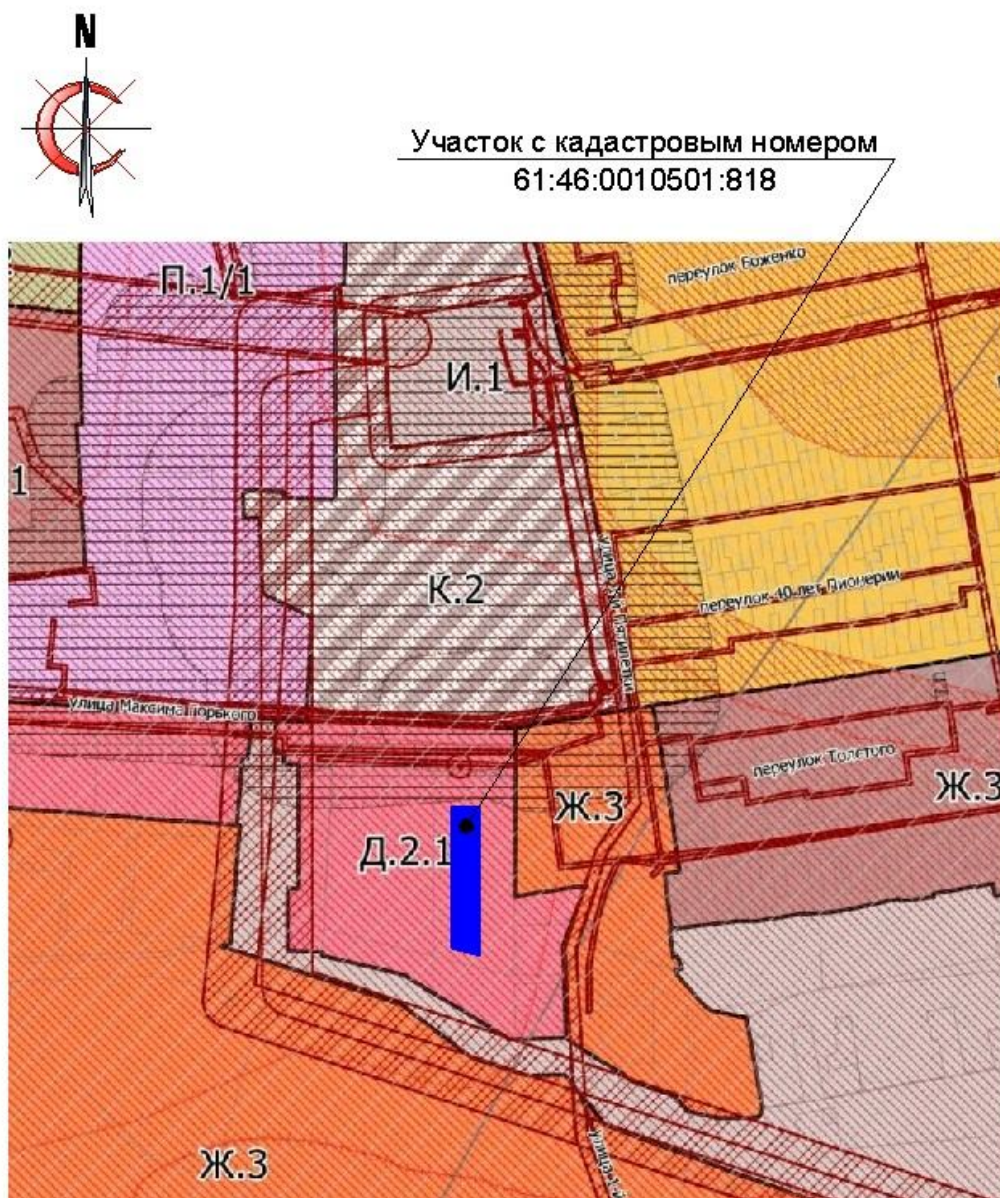 N
Участок с кадастровым номером
61:46:0010501:818
П.1/1
переулок Боженко
И.1
1
К.2
переулок 40 лет Пионерии
улица Максима Горького
переулок Толстого
Ж.3
Ж.3
Д.2.1
Ж.3